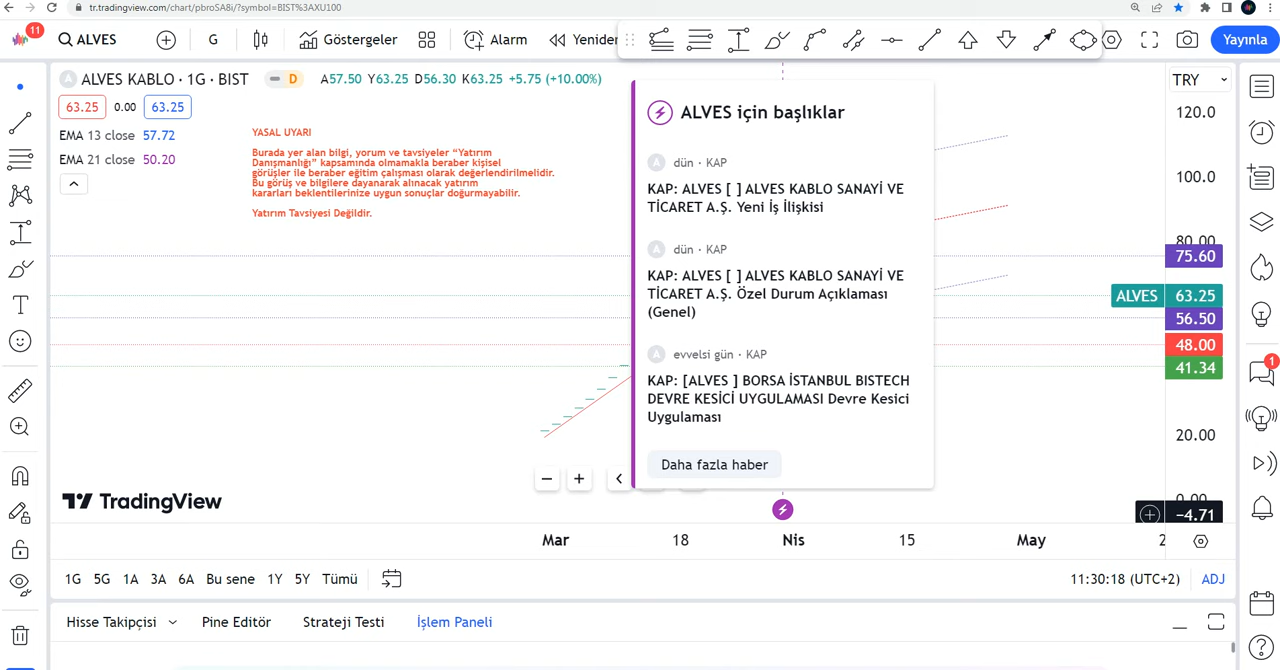 tr.tradingview.com/chart/pbroSA8i/?symbol=BIST%3AXU100
11
ALVES
G
Göstergeler
Alarm
Yeniden
Yayınla
ALVES KABLO · 1G · BIST
D
A57.50 Y63.25 D56.30 K63.25 +5.75 (+10.00%)
TRY
63.25 0.00 63.25
EMA 13 close 57.72
EMA 21 close 50.20
YASAL UYARI
Burada yer alan bilgi, yorum ve tavsiyeler “Yatırım
Danışmanlığı” kapsamında olmamakla beraber kişisel
görüşler ile beraber eğitim çalışması olarak değerlendirilmelidir.
Bu görüş ve bilgilere dayanarak alınacak yatırım
kararları beklentilerinize uygun sonuçlar doğurmayabilir.
Yatırım Tavsiyesi Değildir.
ALVES için başlıklar
A dün · KAP
KAP: ALVES [ ] ALVES KABLO SANAYİ VE
TİCARET A.Ş. Yeni İş İlişkisi
A dün · KAP
KAP: ALVES [ ] ALVES KABLO SANAYİ VE
TİCARET A.Ş. Özel Durum Açıklaması
(Genel)
A evvelsi gün · KAP
KAP: [ALVES ] BORSA İSTANBUL BISTECH
DEVRE KESİCİ UYGULAMASI Devre Kesici
Uygulaması
Daha fazla haber
120.0
100.0
80.00
75.60
ALVES 63.25
56.50
48.00
41.34
20.00
0.00
−4.71
1
TradingView
Mar 18 Nis 15 May 2
1G 5G 1A 3A 6A Bu sene 1Y 5Y Tümü
11:30:18 (UTC+2) ADJ
Hisse Takipçisi Pine Editör Strateji Testi İşlem Paneli